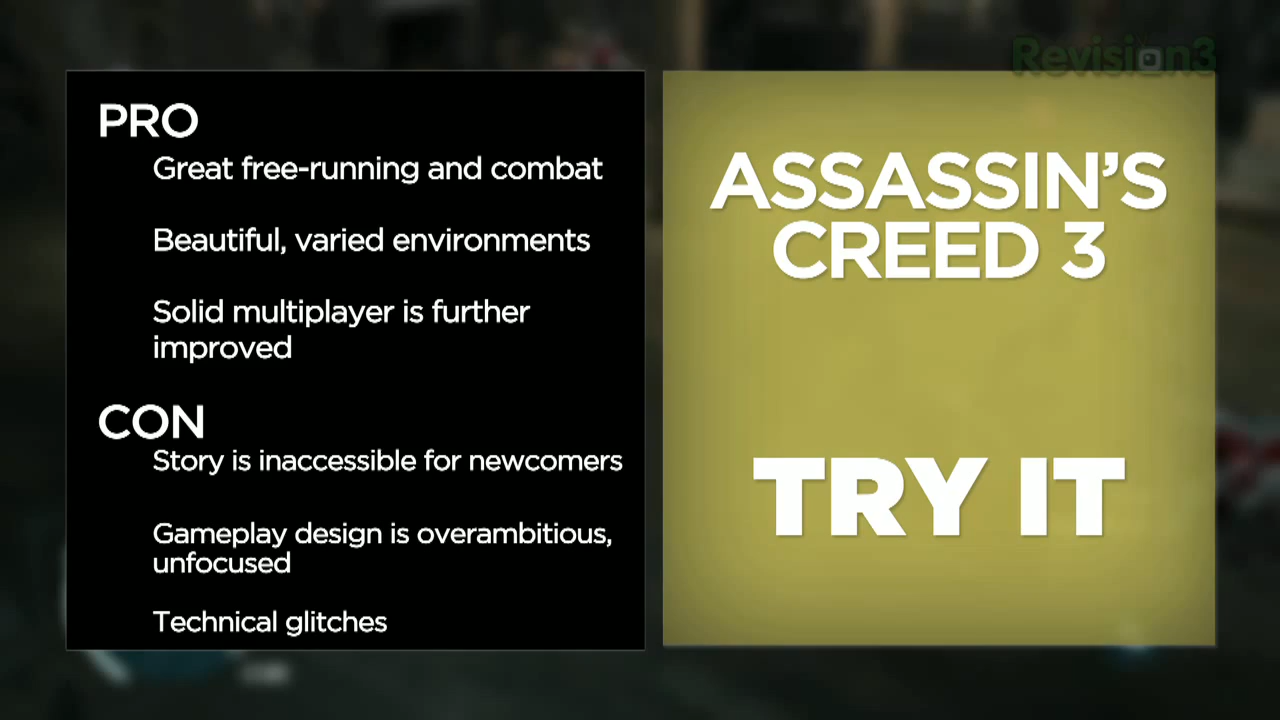 Revision3
PRO
Great free-running and combat
Beautiful, varied environments
Solid multiplayer is further
improved
CON
Story is inaccessible for newcomers
Gameplay design is overambitious,
unfocused
Technical glitches
ASSASSIN'S
CREED 3
TRY IT